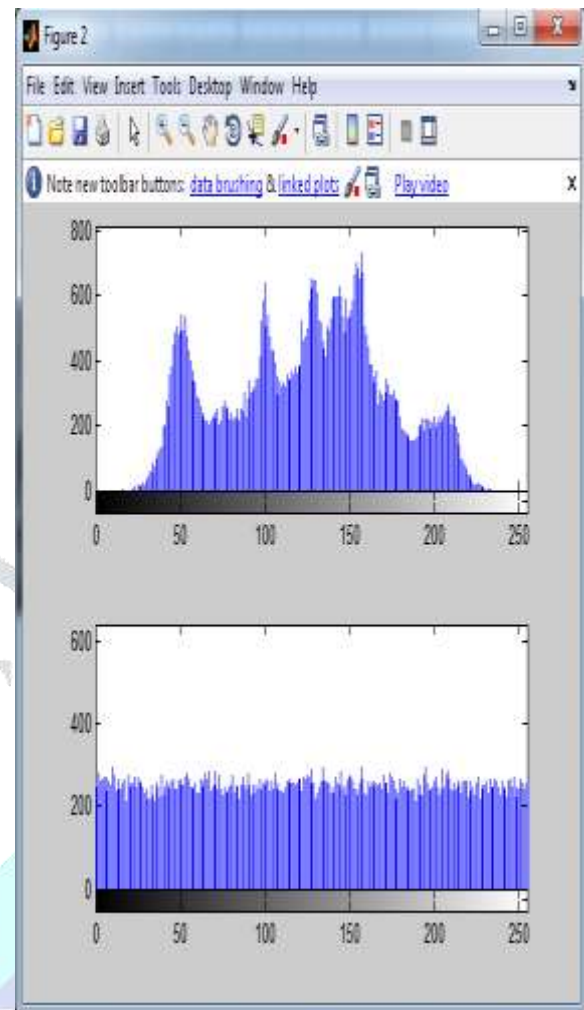 Figure 2
File Edit View Insert Tools Desktop Window Help
Note new toolbar buttons: data brushing & linked plots Play video x
800
600
400
200
0
0 50 100 150 200 250
600
400
200
0
0 50 100 150 200 250